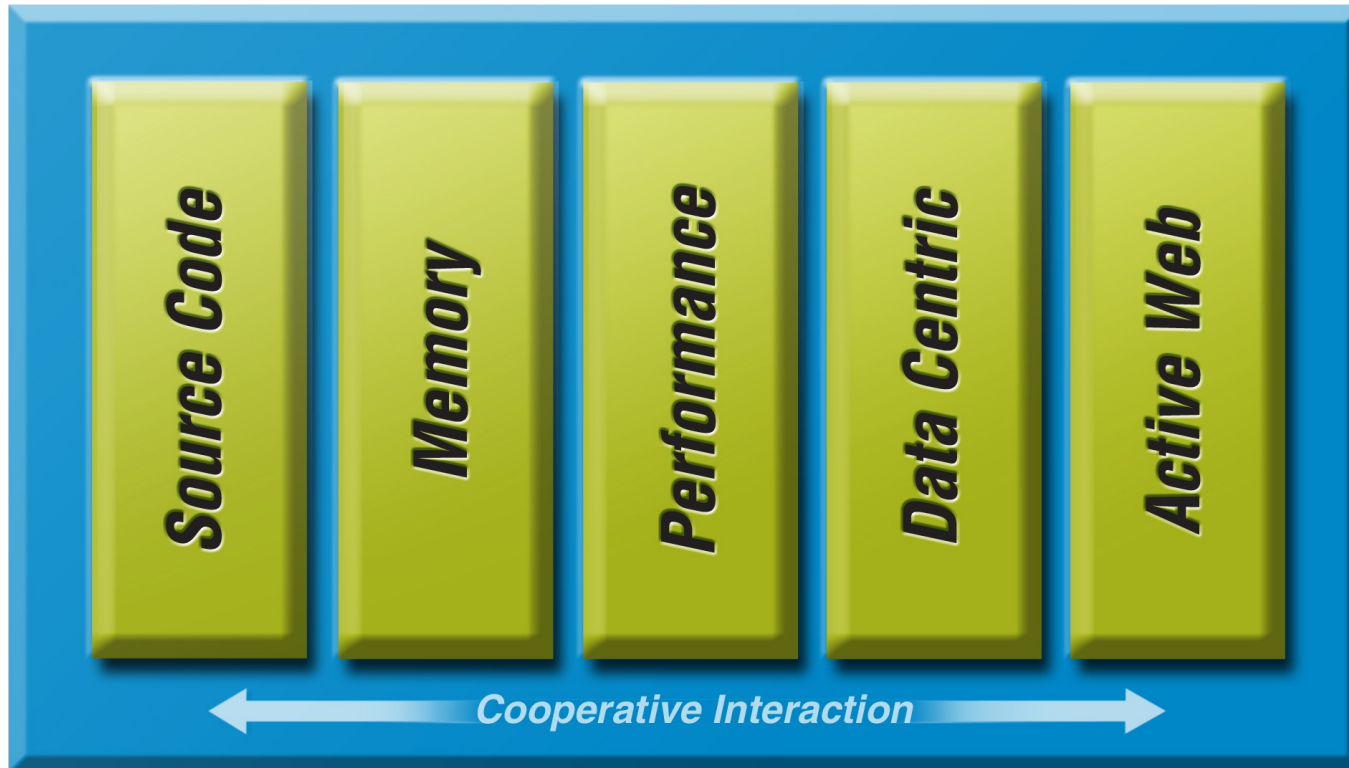 Source Code
Memory
Performance
Data Centric
Active Web
Cooperative Interaction